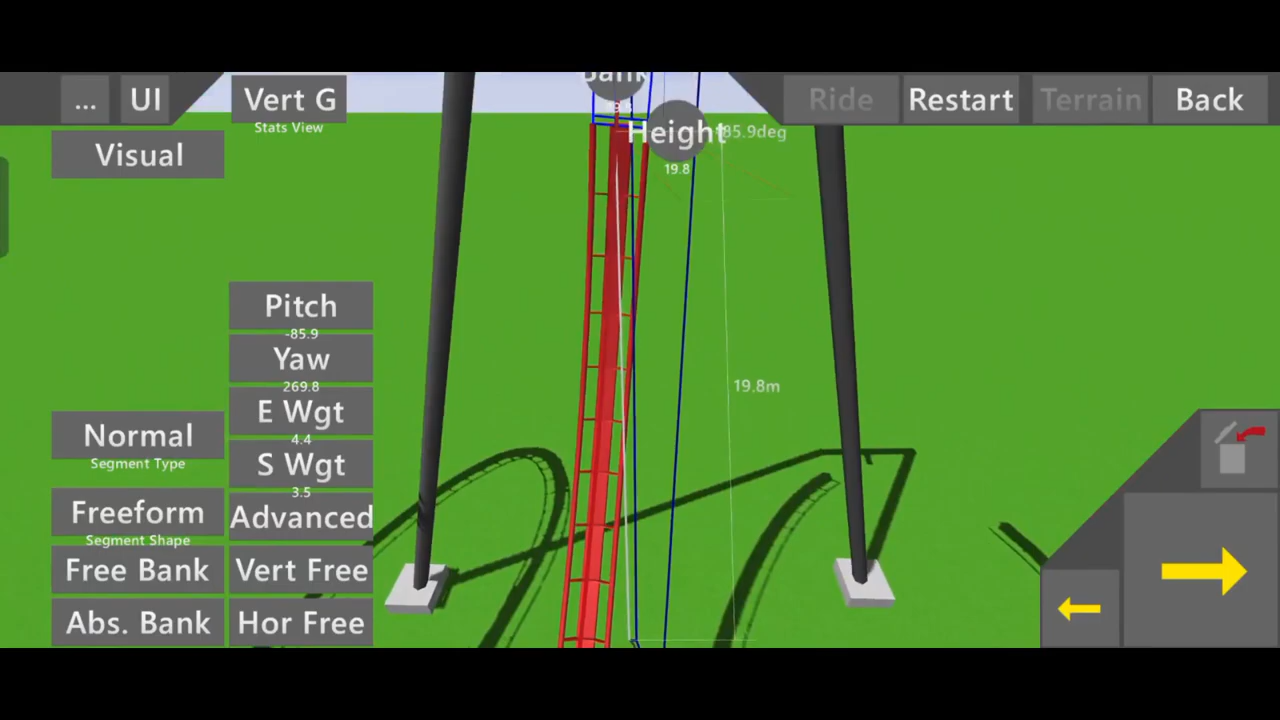 ...
UI
Vert G
Stats View
Visual
Bank
Height
85.9deg
19.8
Ride
Restart
Terrain
Back
Pitch
-85.9
Yaw
269.8
E Wgt
4.4
S Wgt
3.5
Advanced
Vert Free
Hor Free
Normal
Segment Type
Freeform
Segment Shape
Free Bank
Abs. Bank
19.8m